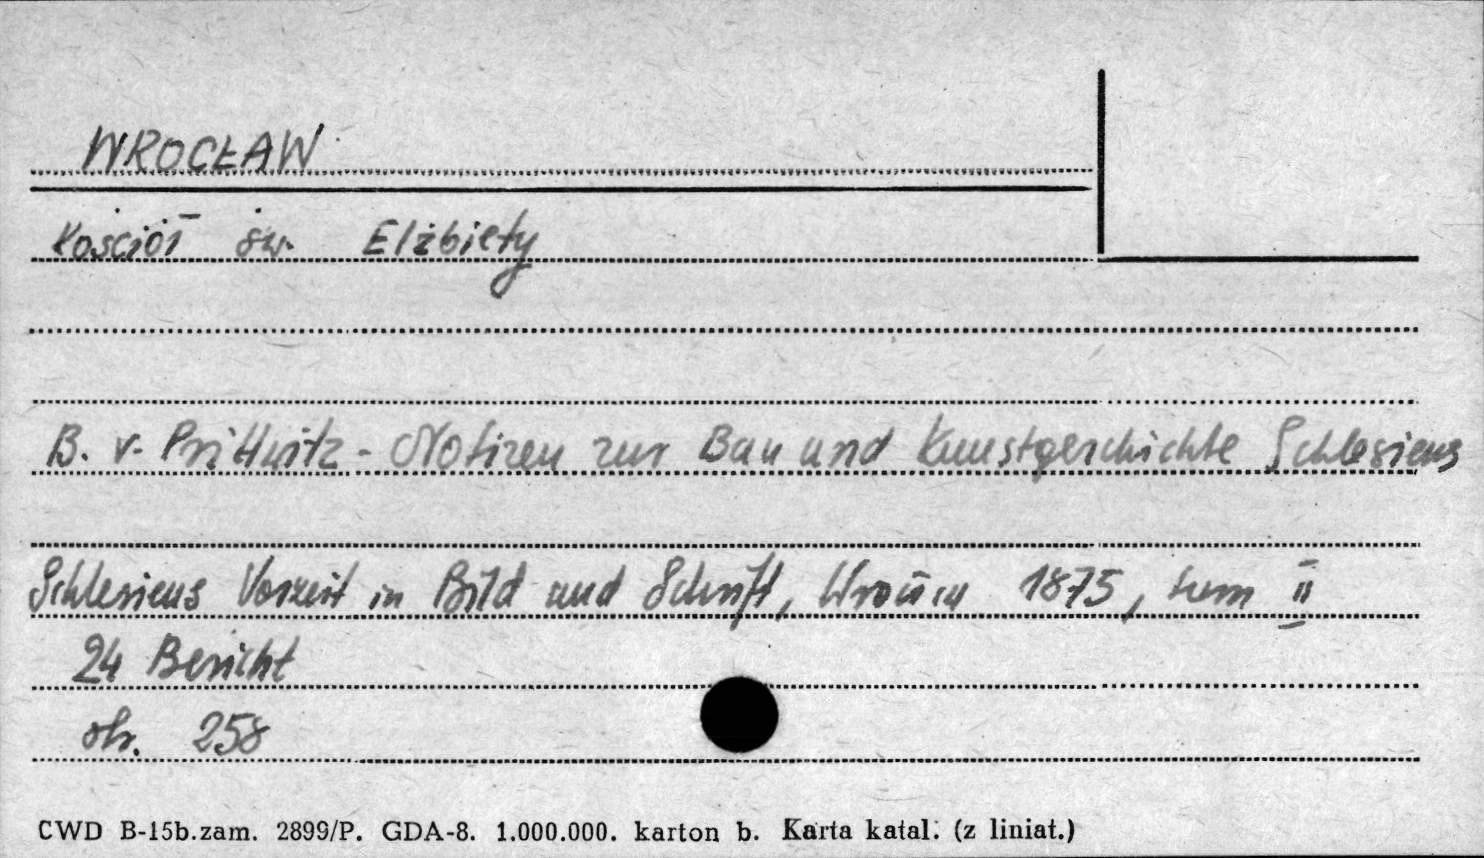 WROCŁAW
Kościół św. Elżbiety
B. v. Prittwitz - Notizen zur Bau und Kunstgeschichte Schlesiens
Schlesiens Vorzeit in Bild und Schrift, 1875, tom II
24 Bericht
str. 258
CWD B-15b.zam. 2899/P. GDA-8. 1.000.000. karton b. Karta katal. (z liniat.)